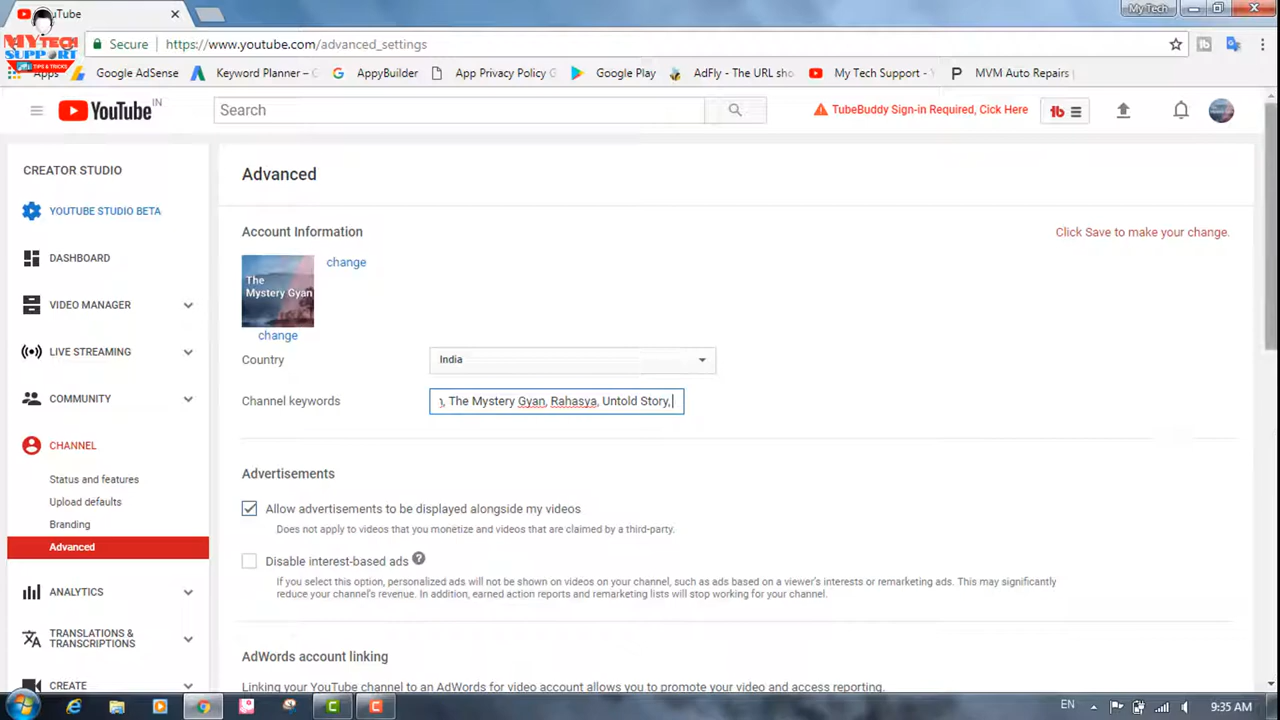 YouTube
My Tech
MYTECH
SUPPORT
TIPS & TRICKS
Secure
https://www.youtube.com/advanced_settings
Apps
Google AdSense
Keyword Planner –
AppyBuilder
App Privacy Policy G
Google Play
AdFly - The URL sho
My Tech Support -
MVM Auto Repairs
YouTube IN
Search
TubeBuddy Sign-in Required, Cick Here
tb
CREATOR STUDIO
YOUTUBE STUDIO BETA
DASHBOARD
VIDEO MANAGER
LIVE STREAMING
COMMUNITY
CHANNEL
Status and features
Upload defaults
Branding
Advanced
ANALYTICS
TRANSLATIONS &
TRANSCRIPTIONS
CREATE
Advanced
Account Information
Click Save to make your change.
The
Mystery Gyan
change
change
Country
India
Channel keywords
, The Mystery Gyan, Rahasya, Untold Story,
Advertisements
Allow advertisements to be displayed alongside my videos
Does not apply to videos that you monetize and videos that are claimed by a third-party.
Disable interest-based ads ?
If you select this option, personalized ads will not be shown on videos on your channel, such as ads based on a viewer's interests or remarketing ads. This may significantly
reduce your channel's revenue. In addition, earned action reports and remarketing lists will stop working for your channel.
AdWords account linking
Linking your YouTube channel to an AdWords for video account allows you to promote your video and access reporting.
EN
9:35 AM